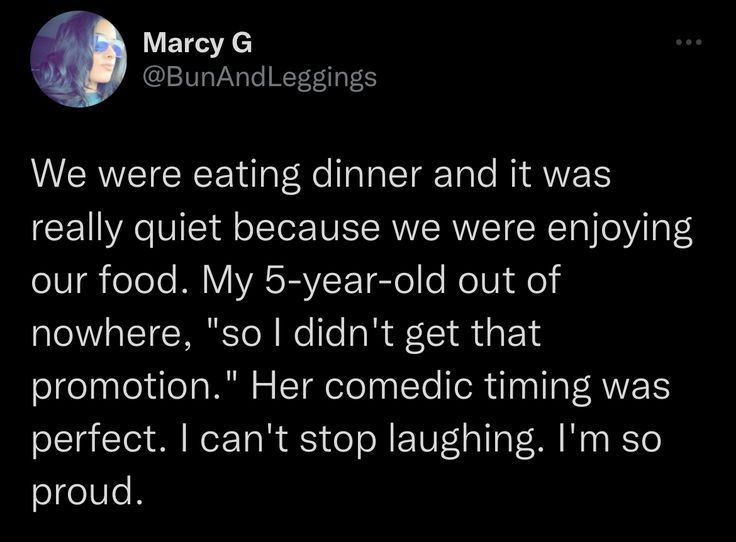 Marcy G
@BunAndLeggings
We were eating dinner and it was
really quiet because we were enjoying
our food. My 5-year-old out of
nowhere, "so I didn't get that
promotion." Her comedic timing was
perfect. I can't stop laughing. I'm so
proud.